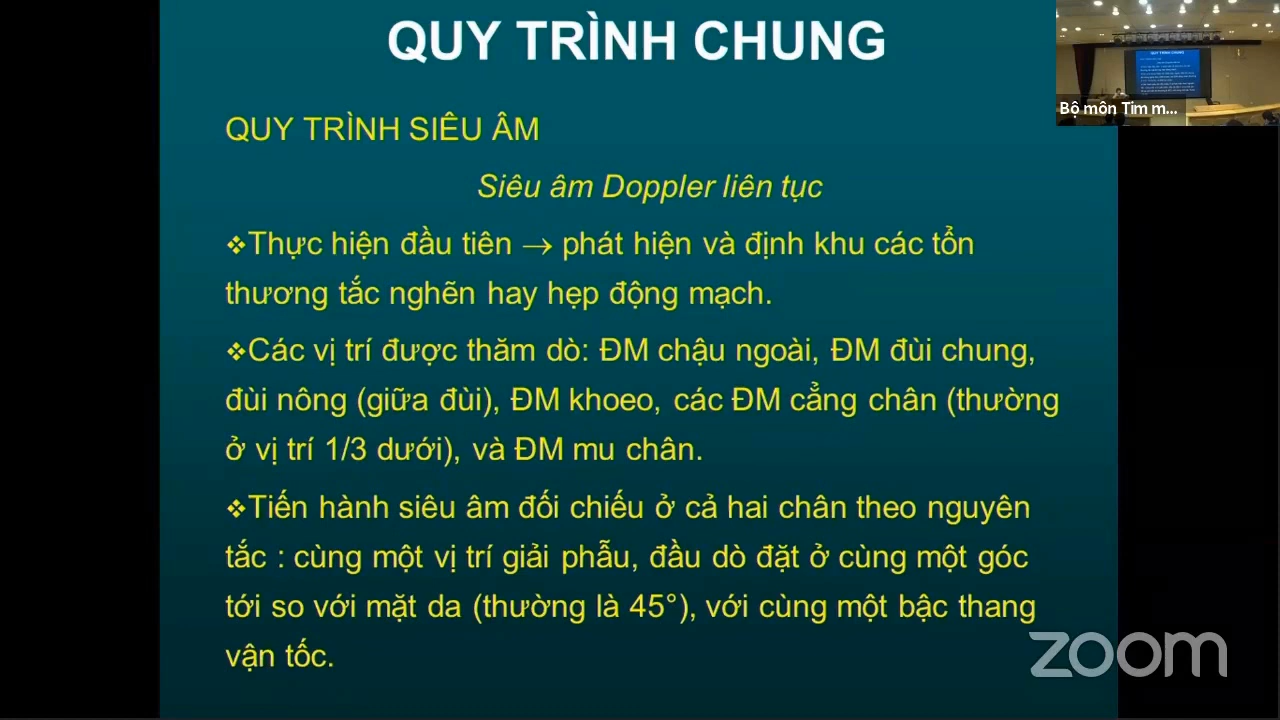 QUY TRÌNH CHUNG
Bộ môn Tim m...
QUY TRÌNH SIÊU ÂM
Siêu âm Doppler liên tục
❖Thực hiện đầu tiên → phát hiện và định khu các tổn
thương tắc nghẽn hay hẹp động mạch.
❖Các vị trí được thăm dò: ĐM chậu ngoài, ĐM đùi chung,
đùi nông (giữa đùi), ĐM khoeo, các ĐM cẳng chân (thường
ở vị trí 1/3 dưới), và ĐM mu chân.
❖Tiến hành siêu âm đối chiếu ở cả hai chân theo nguyên
tắc : cùng một vị trí giải phẫu, đầu dò đặt ở cùng một góc
tới so với mặt da (thường là 45°), với cùng một bậc thang
vận tốc.
zoom